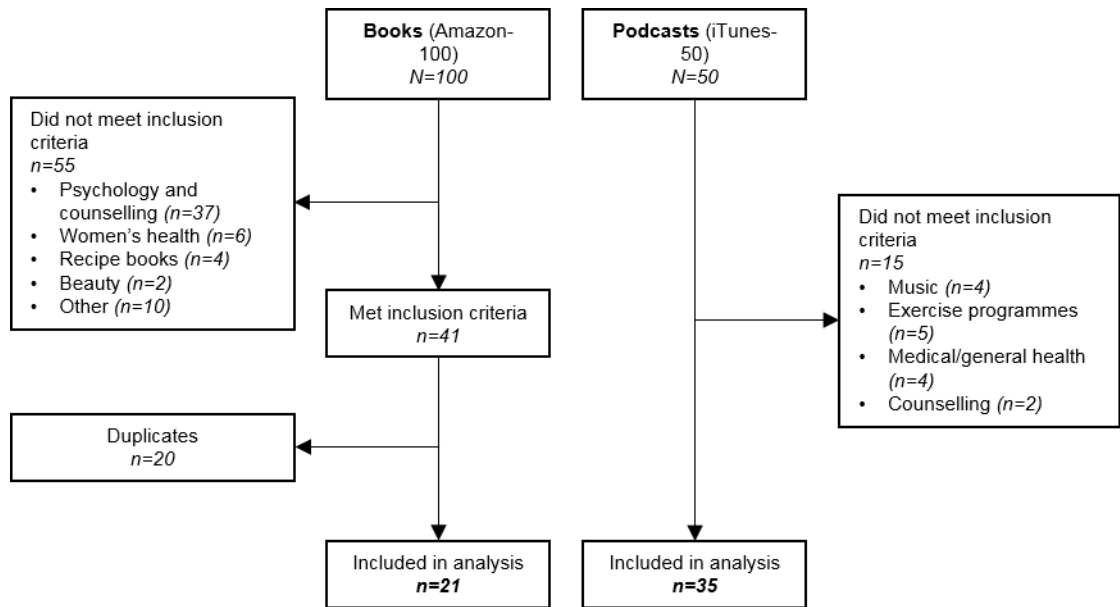 Books (Amazon-
100)
N=100
Podcasts (iTunes-
50)
N=50
Did not meet inclusion
criteria
n=55
• Psychology and
counselling (n=37)
• Women's health (n=6)
• Recipe books (n=4)
• Beauty (n=2)
• Other (n=10)
Did not meet inclusion
criteria
n=15
• Music (n=4)
• Exercise programmes
(n=5)
• Medical/general health
(n=4)
• Counselling (n=2)
Met inclusion criteria
n=41
Duplicates
n=20
Included in analysis
n=21
Included in analysis
n=35